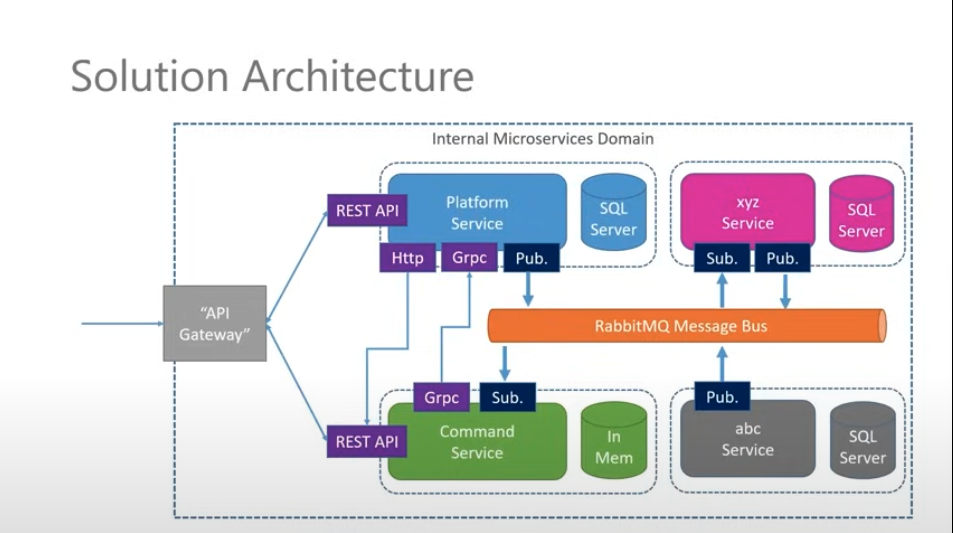 Solution Architecture
Internal Microservices Domain
REST API
Platform
Service
SQL
Server
xyz
Service
SQL
Server
Http
Grpc
Pub.
Sub.
Pub.
“API
Gateway”
RabbitMQ Message Bus
Grpc
Sub.
Pub.
REST API
Command
Service
In
Mem
abc
Service
SQL
Server